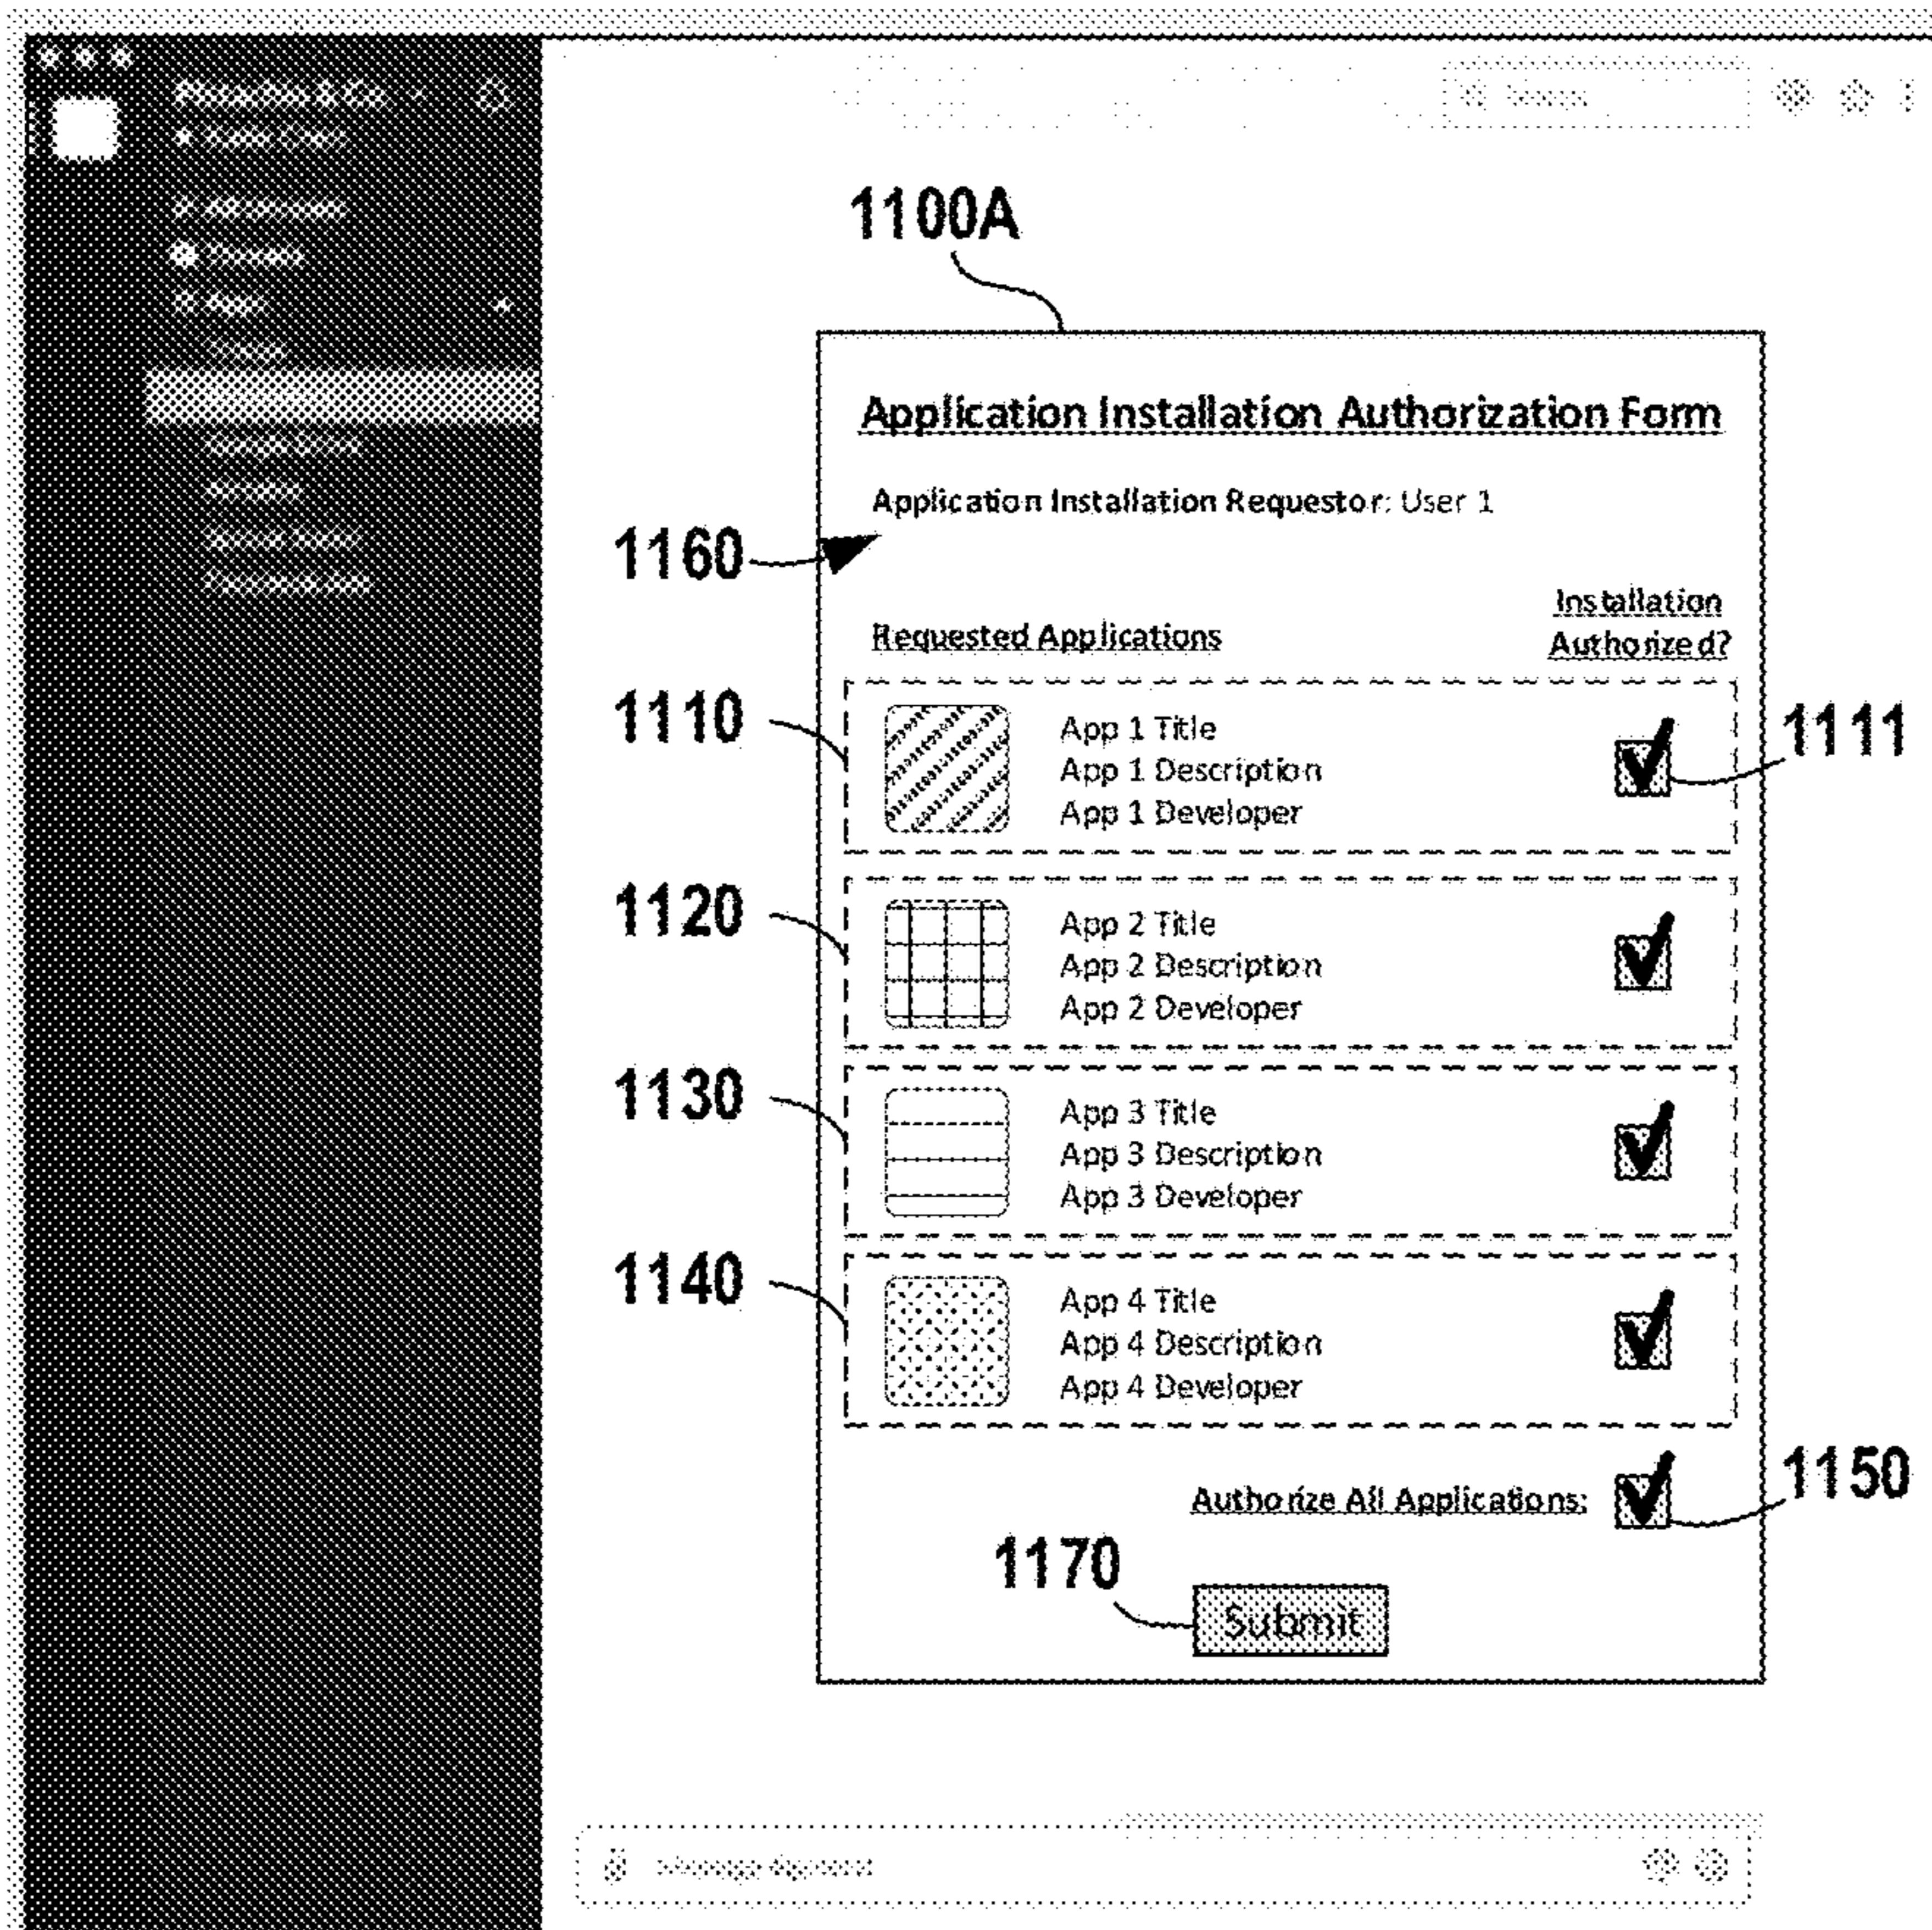 1100A
Application Installation Authorization Form
Application Installation Requestor: User 1
1160
Installation
Authorized?
Requested Applications
1110
App 1 Title
App 1 Description
App 1 Developer
1111
1120
App 2 Title
App 2 Description
App 2 Developer
1130
App 3 Title
App 3 Description
App 3 Developer
1140
App 4 Title
App 4 Description
App 4 Developer
Authorize All Applications:
1150
1170
Submit